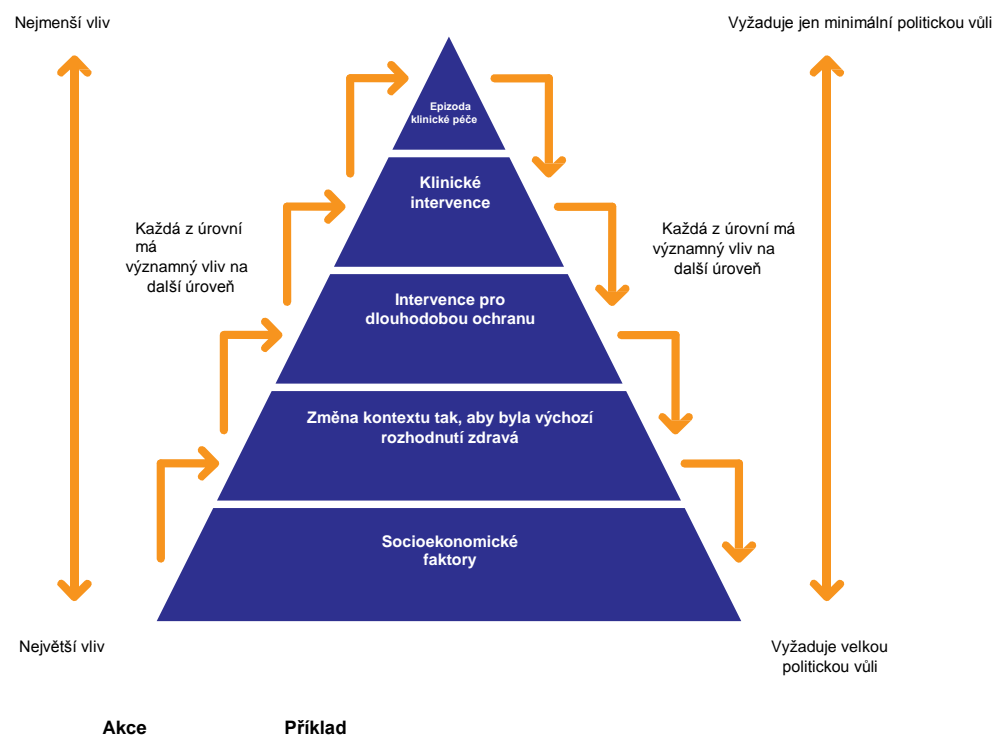 Nejmenší vliv
Vyžaduje jen minimální politickou vůli
Epizoda
klinické péče
Klinické
intervence
Každá z úrovní
má
významný vliv na
další úroveň
Každá z úrovní má
významný vliv na
další úroveň
Intervence pro
dlouhodobou ochranu
Změna kontextu tak, aby byla výchozí
rozhodnutí zdravá
Socioekonomické
faktory
Největší vliv
Vyžaduje velkou
politickou vůli
Akce Příklad